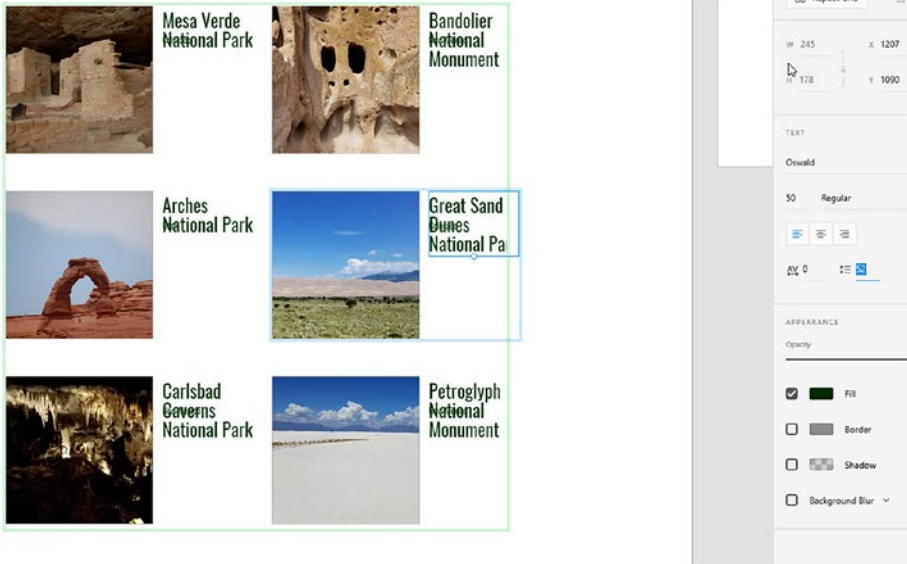 Mesa Verde
National Park
Bandolier
National
Monument
Arches
National Park
Great Sand
Dunes
National Pa
Carlsbad
Caverns
National Park
Petroglyph
National
Monument
W 245
X 1207
H 178
Y 1090
TEXT
Oswald
50 Regular
AV 0 52
APPEARANCE
Opacity
Fill
Border
Shadow
Background Blur